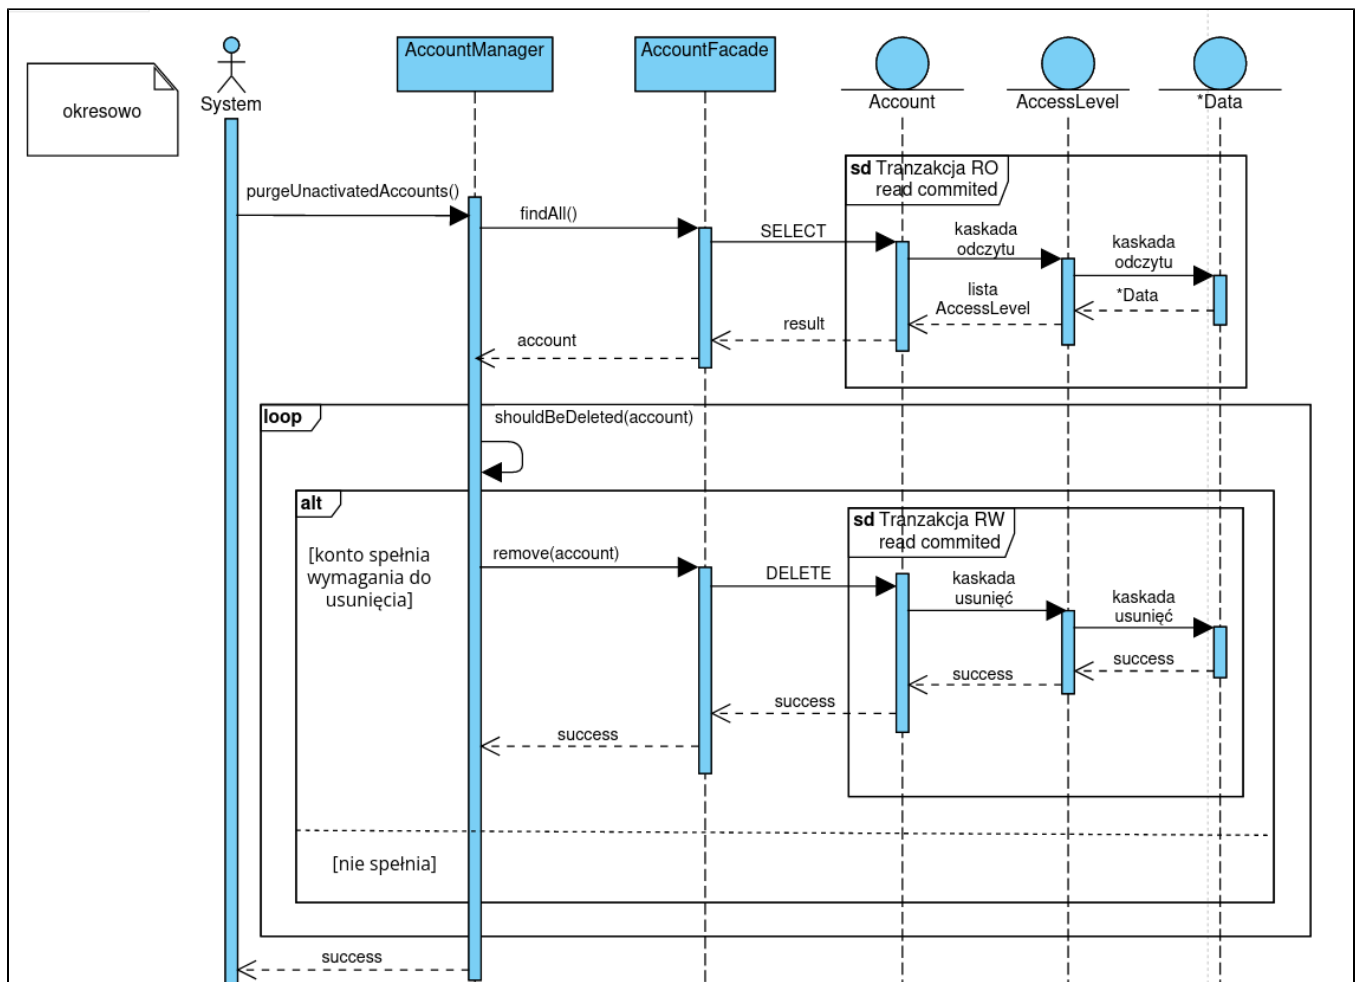 okresowo
System
AccountManager
AccountFacade
Account
AccessLevel
*Data
sd Tranzakcja RO
read commited
purgeUnactivatedAccounts()
findAll()
SELECT
kaskada
odczytu
kaskada
odczytu
*Data
lista
AccessLevel
result
account
loop
shouldBeDeleted(account)
alt
[konto spełnia
wymagania do
usunięcia]
sd Tranzakcja RW
read commited
remove(account)
DELETE
kaskada
usunięć
kaskada
usunięć
success
success
success
success
[nie spełnia]
success